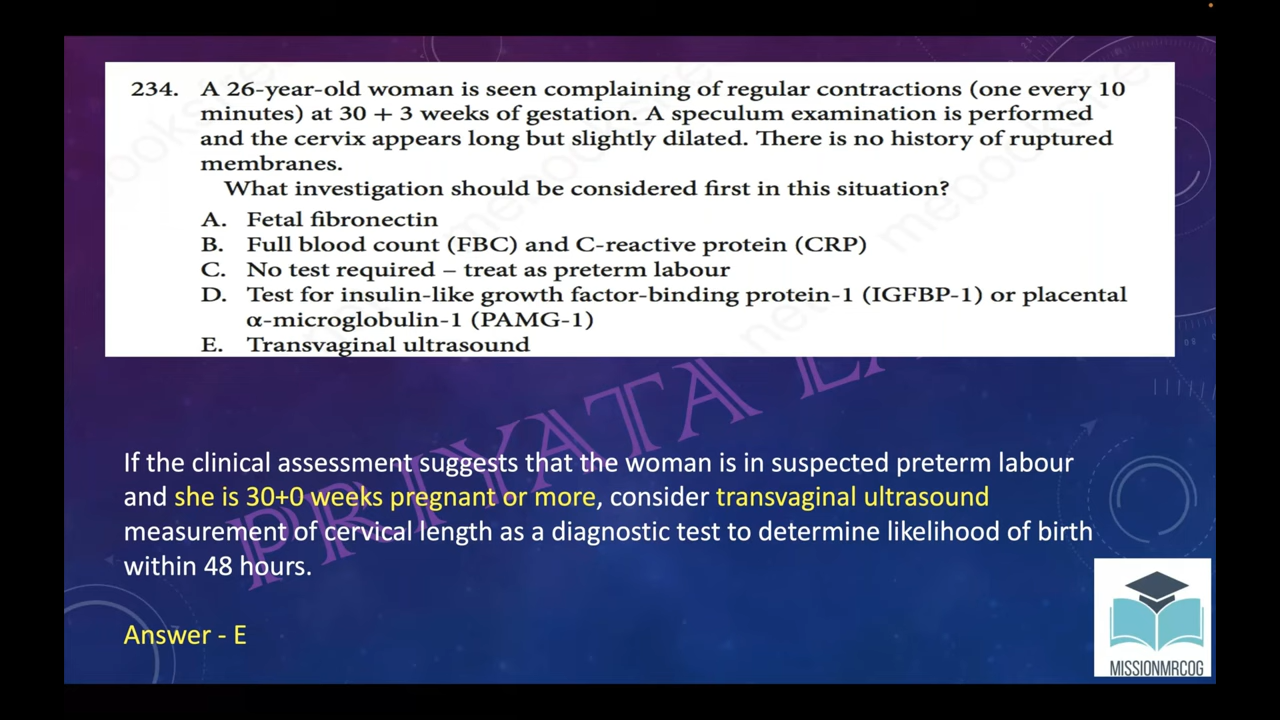 234. A 26-year-old woman is seen complaining of regular contractions (one every 10
minutes) at 30 + 3 weeks of gestation. A speculum examination is performed
and the cervix appears long but slightly dilated. There is no history of ruptured
membranes.
What investigation should be considered first in this situation?
A. Fetal fibronectin
B. Full blood count (FBC) and C-reactive protein (CRP)
C. No test required – treat as preterm labour
D. Test for insulin-like growth factor-binding protein-1 (IGFBP-1) or placental
α-microglobulin-1 (PAMG-1)
E. Transvaginal ultrasound
PRIYATA
If the clinical assessment suggests that the woman is in suspected preterm labour
and she is 30+0 weeks pregnant or more, consider transvaginal ultrasound
measurement of cervical length as a diagnostic test to determine likelihood of birth
within 48 hours.
Answer - E
MISSIONMRCOG